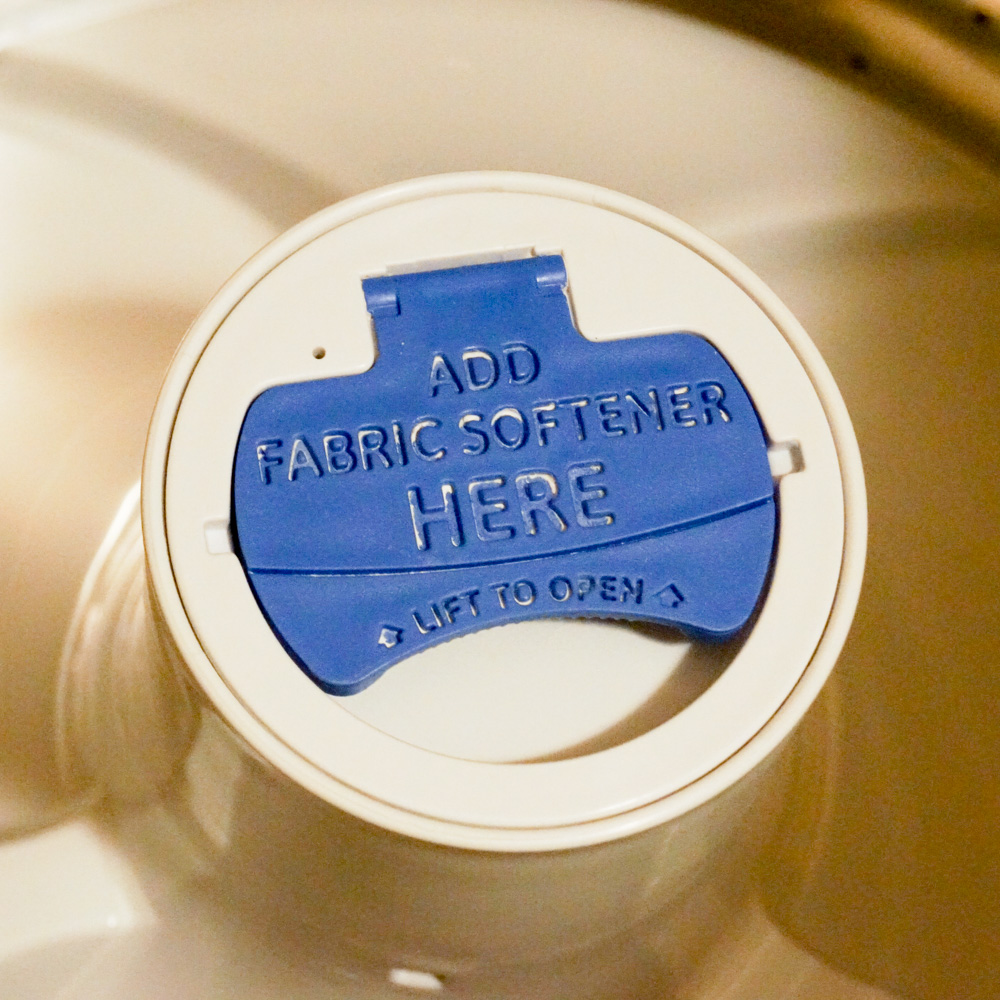 ADD
FABRIC SOFTENER
HERE
LIFT TO OPEN